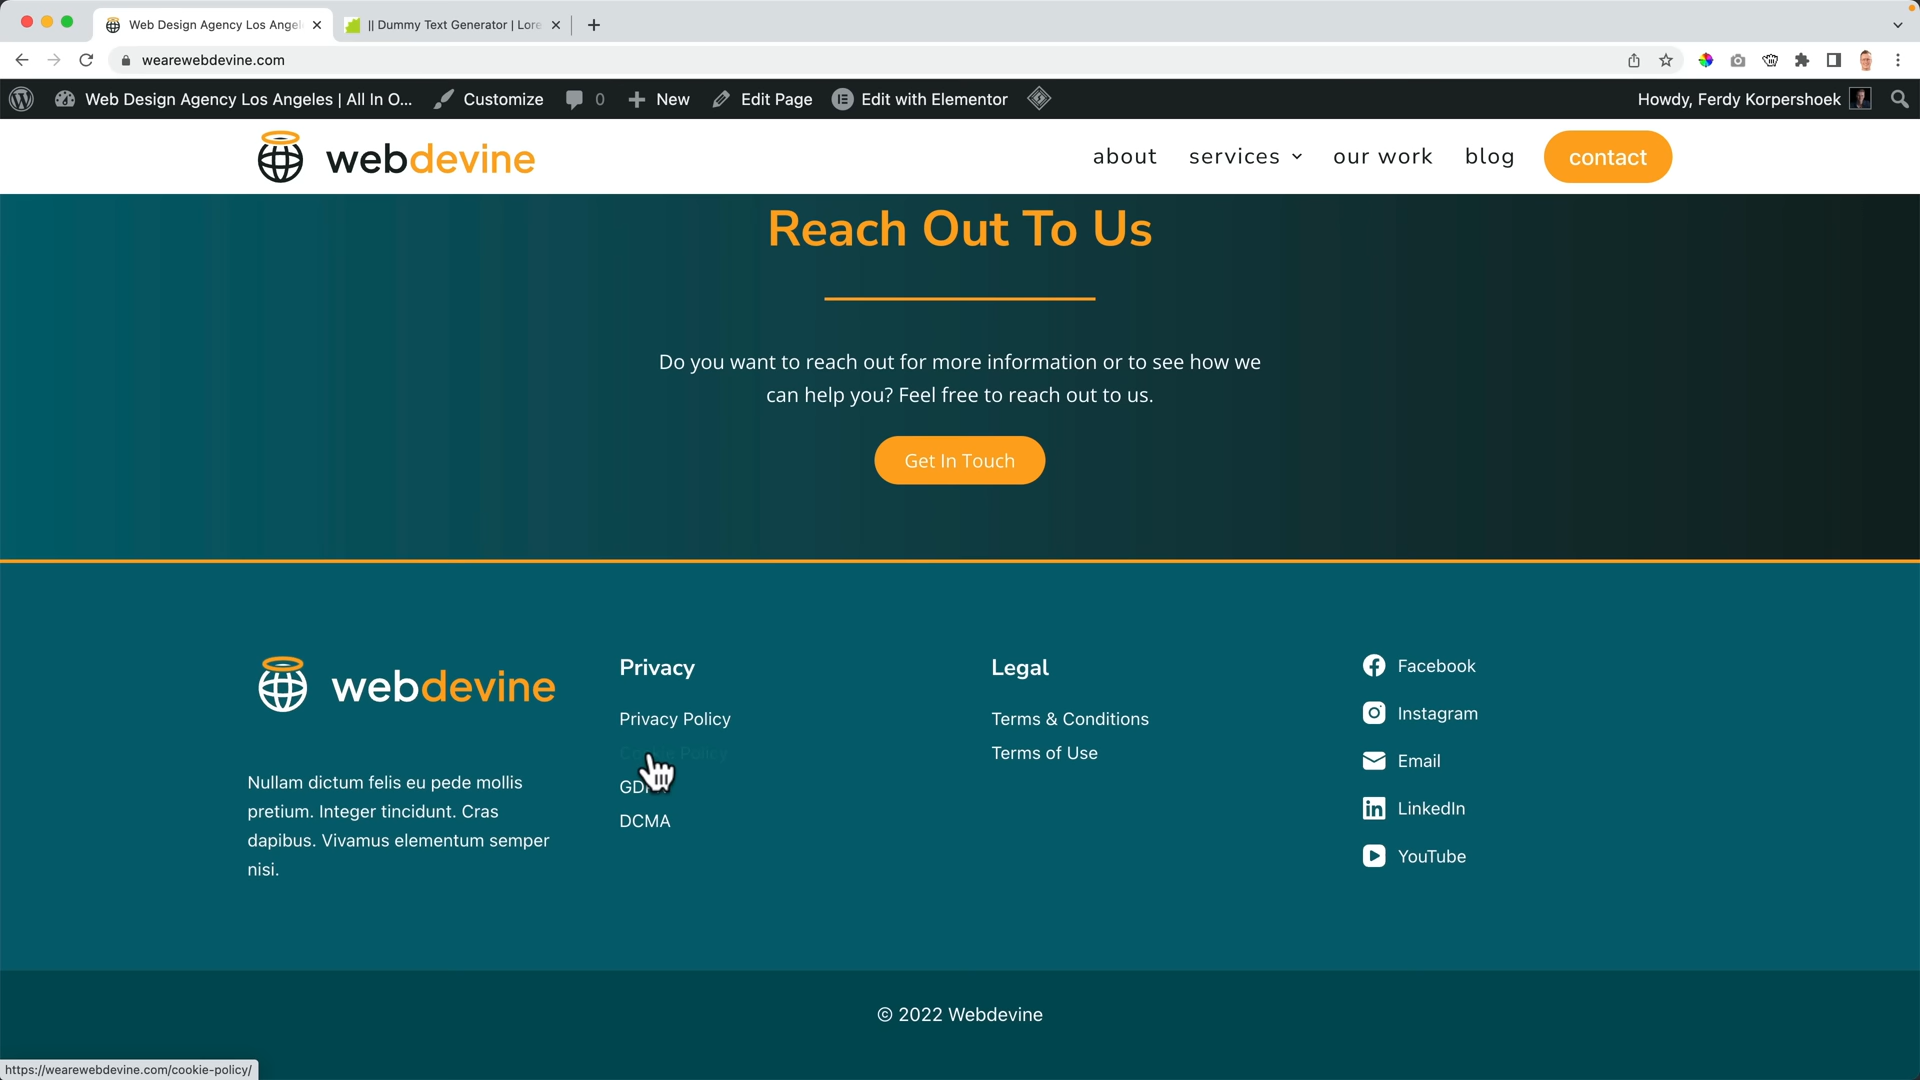 Web Design Agency Los Angel
|| Dummy Text Generator | Lore
wearewebdevine.com
Web Design Agency Los Angeles | All In O...
Customize
0
New
Edit Page
Edit with Elementor
Howdy, Ferdy Korpershoek
webdevine
about
services
our work
blog
contact
Reach Out To Us
Do you want to reach out for more information or to see how we
can help you? Feel free to reach out to us.
Get In Touch
webdevine
Nullam dictum felis eu pede mollis
pretium. Integer tincidunt. Cras
dapibus. Vivamus elementum semper
nisi.
Privacy
Privacy Policy
Cookie Policy
DCMA
Legal
Terms & Conditions
Terms of Use
Facebook
Instagram
Email
LinkedIn
YouTube
© 2022 Webdevine
https://wearewebdevine.com/cookie-policy/